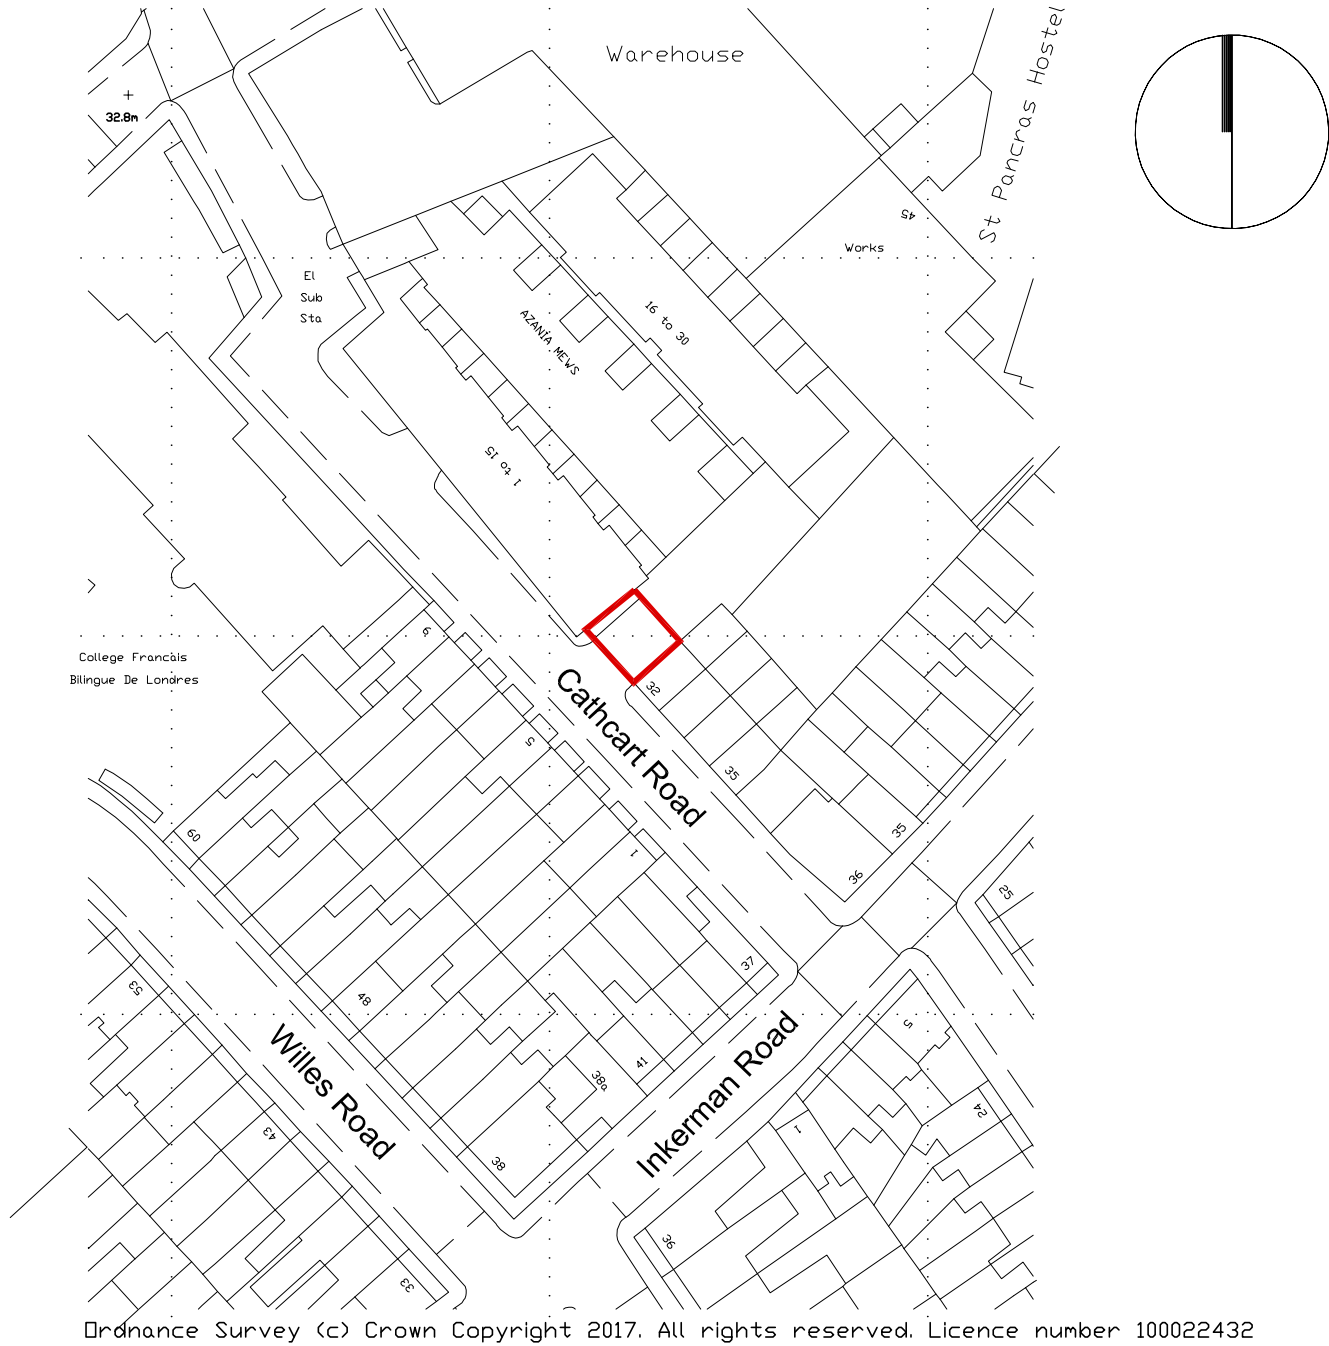 Warehouse
St Pancras Hostel
32.8m
45
Works
El
Sub
Sta
16 to 30
AZANIA MEWS
1 to 15
9
College Francais
Bilingue De Londres
32
Cathcart Road
5
35
60
1
35
36
25
37
53
48
5
Willes Road
Inkerman Road
41
38a
24
43
1
38
36
33
Ordnance Survey (c) Crown Copyright 2017. All rights reserved. Licence number 100022432